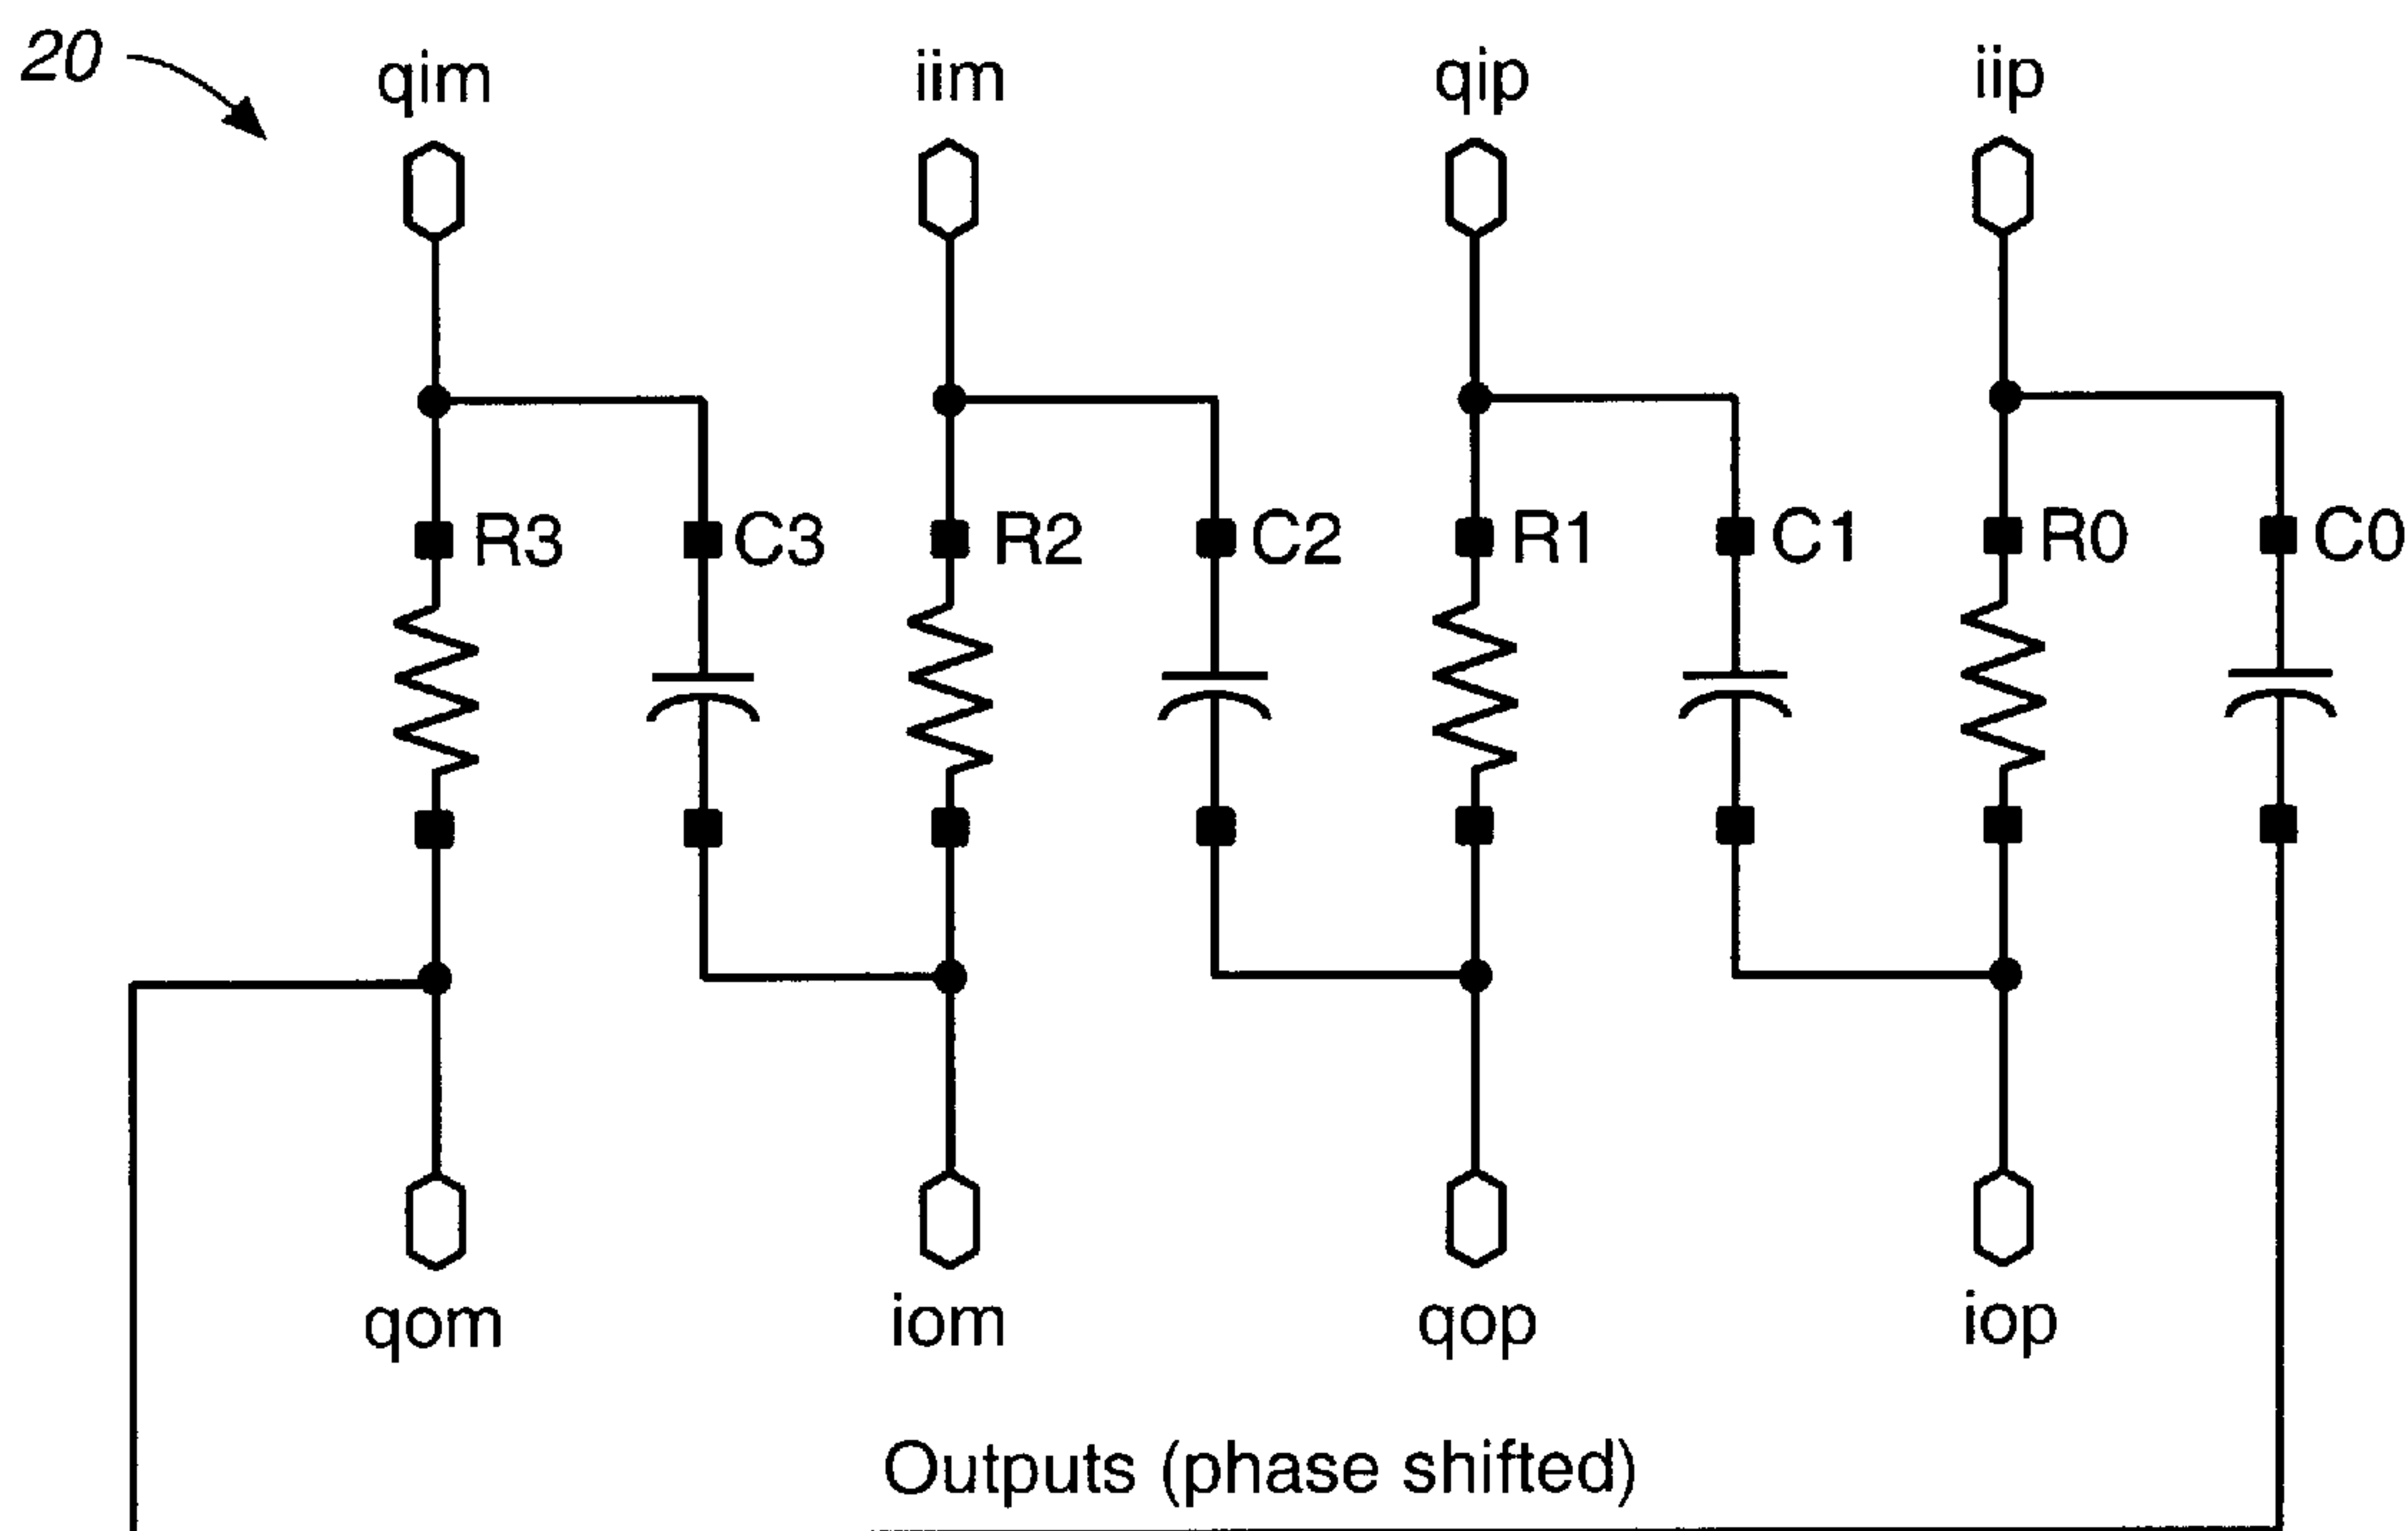 20
qim iim qip iip
R3 C3 R2 C2 R1 C1 R0 C0
qom iom qop iop
Outputs (phase shifted)